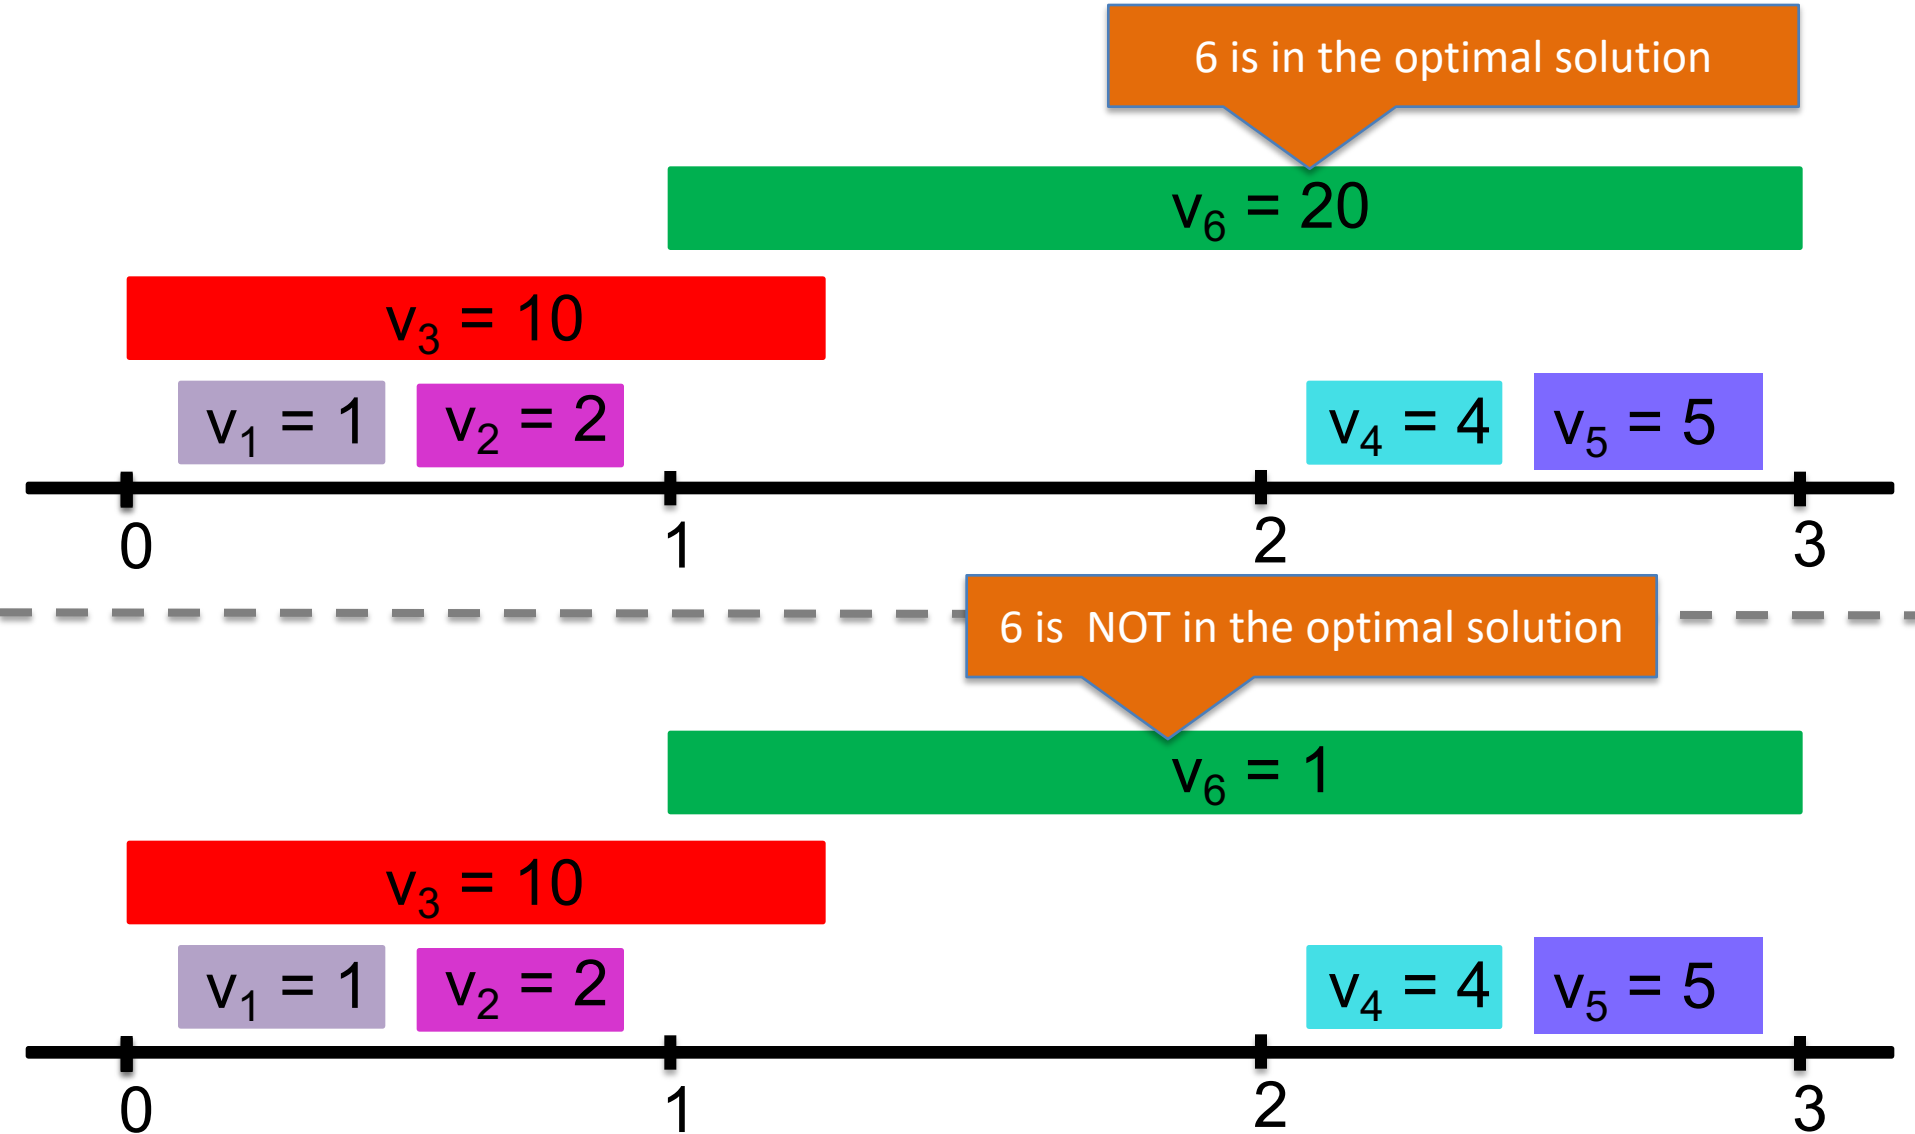 6 is in the optimal solution
v6 = 20
v3 = 10
v1 = 1 v2 = 2 v4 = 4 v5 = 5
0 1 2 3
6 is  NOT in the optimal solution
v6 = 1
v3 = 10
v1 = 1 v2 = 2 v4 = 4 v5 = 5
0 1 2 3